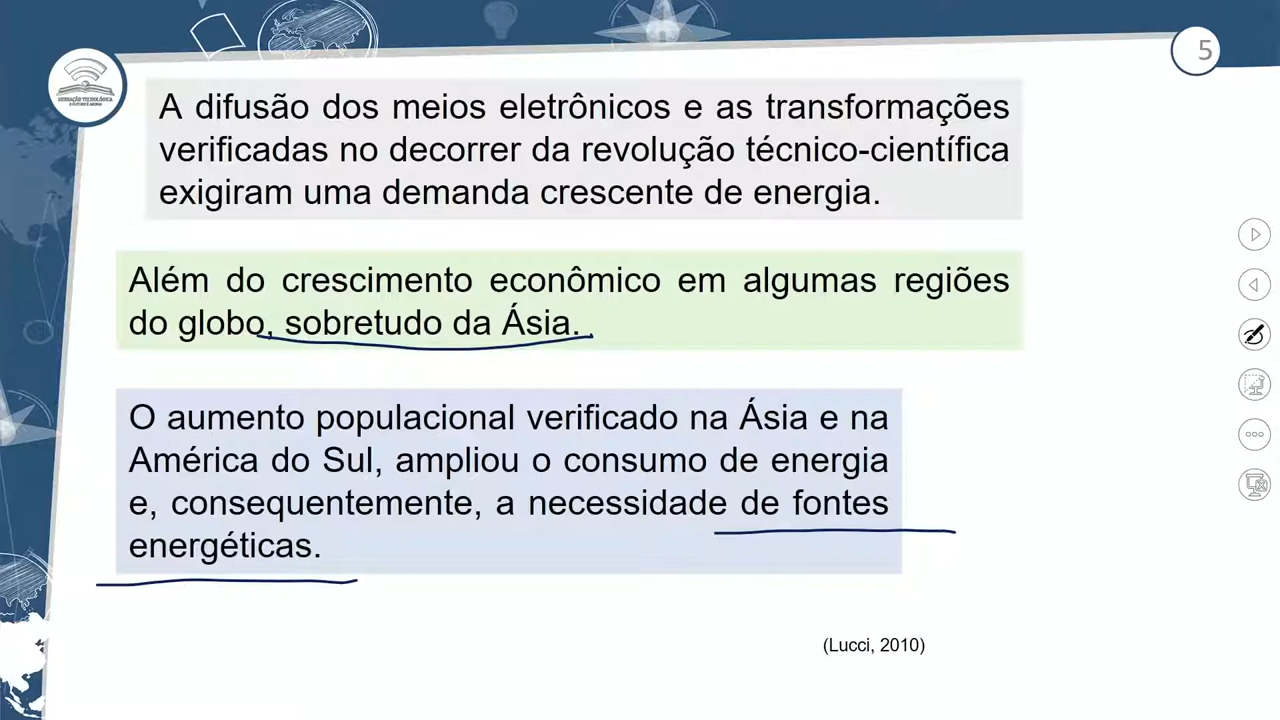 5
A difusão dos meios eletrônicos e as transformações
verificadas no decorrer da revolução técnico-científica
exigiram uma demanda crescente de energia.
Além do crescimento econômico em algumas regiões
do globo, sobretudo da Ásia.
O aumento populacional verificado na Ásia e na
América do Sul, ampliou o consumo de energia
e, consequentemente, a necessidade de fontes
energéticas.
(Lucci, 2010)